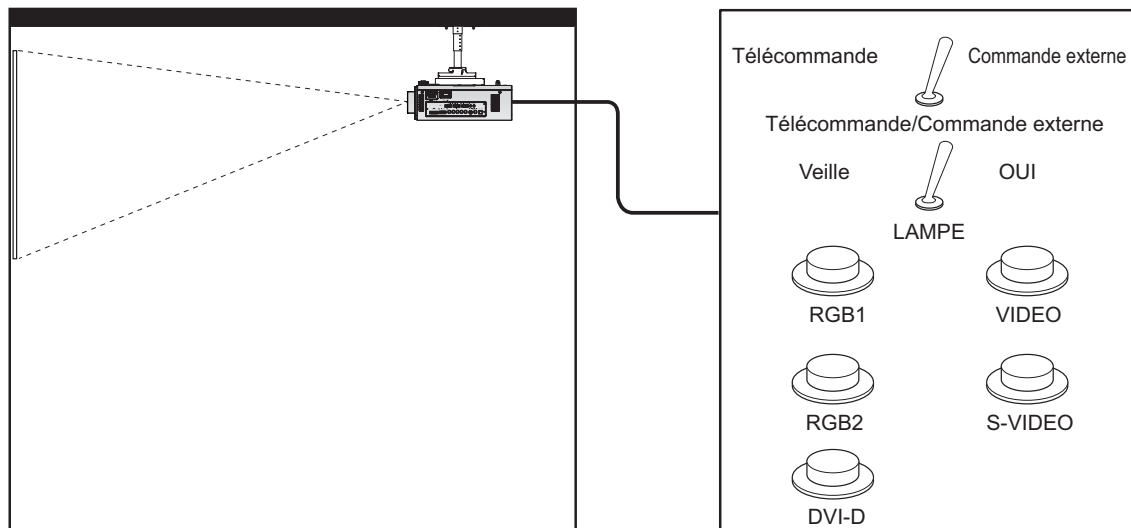 Télécommande Commande externe
Télécommande/Commande externe
Veille OUI
LAMPE
RGB1 VIDEO
RGB2 S-VIDEO
DVI-D